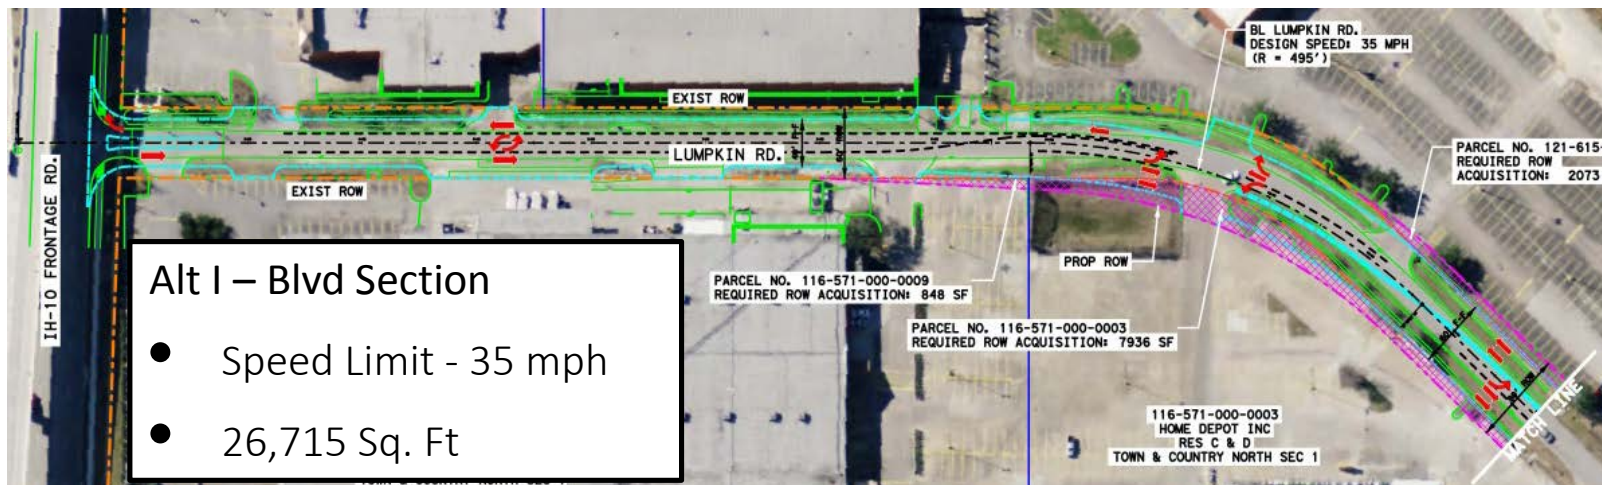 BL LUMPKIN RD.
DESIGN SPEED: 35 MPH
(R = 495')
EXIST ROW
LUMPKIN RD.
EXIST ROW
IH-10 FRONTAGE RD.
PARCEL NO. 121-615-
REQUIRED ROW
ACQUISITION: 2073
PROP ROW
PARCEL NO. 116-571-000-0009
REQUIRED ROW ACQUISITION: 848 SF
PARCEL NO. 116-571-000-0003
REQUIRED ROW ACQUISITION: 7936 SF
116-571-000-0003
HOME DEPOT INC
RES C & D
TOWN & COUNTRY NORTH SEC 1
MATCH LINE
Alt I – Blvd Section
● Speed Limit - 35 mph
● 26,715 Sq. Ft